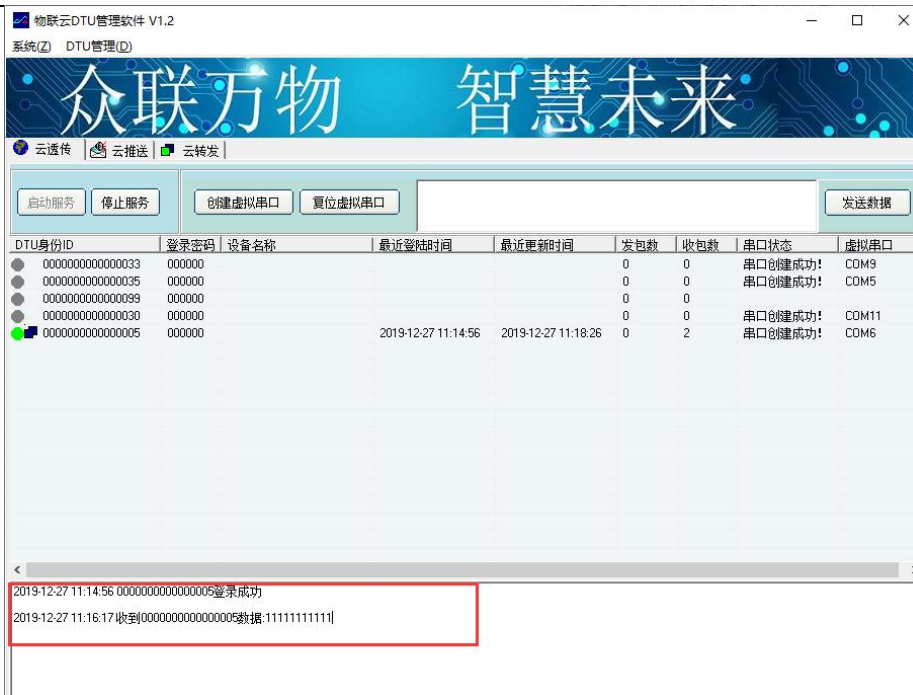 物联云DTU管理软件 V1.2
系统(Z) DTU管理(D)
众联万物 智慧未来
云透传 云推送 云转发
启动服务 停止服务 创建虚拟串口 复位虚拟串口 发送数据
DTU身份ID 登录密码 设备名称 最近登陆时间 最近更新时间 发包数 收包数 串口状态 虚拟串口
0000000000000033 000000 0 0 串口创建成功! COM9
0000000000000035 000000 0 0 串口创建成功! COM5
0000000000000099 000000 0 0
0000000000000030 000000 0 0 串口创建成功! COM11
0000000000000005 000000 2019-12-27 11:14:56 2019-12-27 11:18:26 0 2 串口创建成功! COM6
2019-12-27 11:14:56 0000000000000005登录成功
2019-12-27 11:16:17 收到0000000000000005数据:11111111111